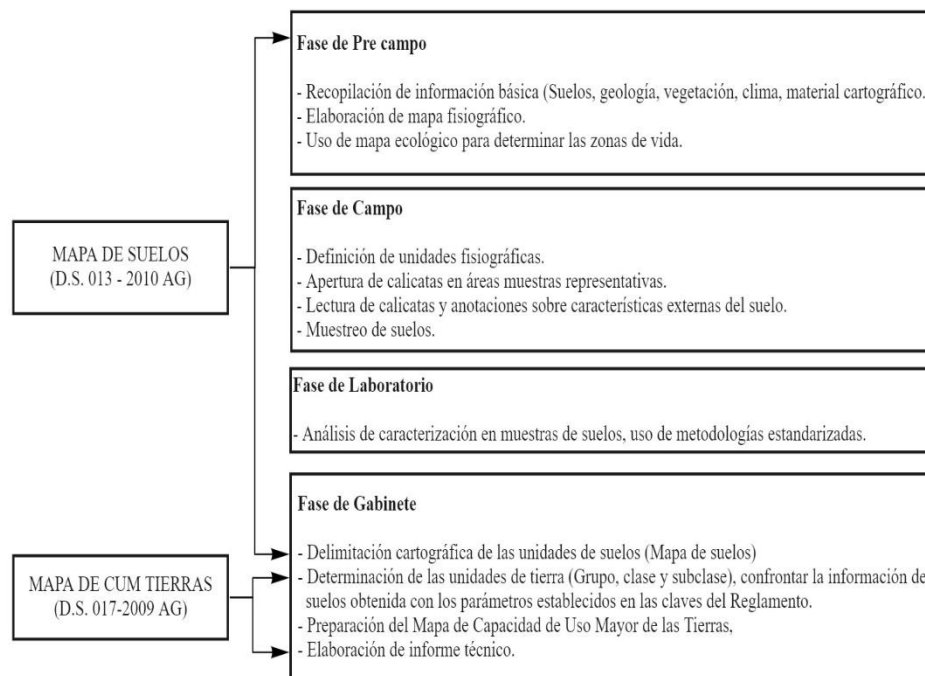 Fase de Pre campo
- Recopilación de información básica (Suelos, geología, vegetación, clima, material cartográfico.
- Elaboración de mapa fisiográfico.
- Uso de mapa ecológico para determinar las zonas de vida.
MAPA DE SUELOS
(D.S. 013 - 2010 AG)
Fase de Campo
- Definición de unidades fisiográficas.
- Apertura de calicatas en áreas muestras representativas.
- Lectura de calicatas y anotaciones sobre características externas del suelo.
- Muestreo de suelos.
Fase de Laboratorio
- Análisis de caracterización en muestras de suelos, uso de metodologías estandarizadas.
MAPA DE CUM TIERRAS
(D.S. 017-2009 AG)
Fase de Gabinete
- Delimitación cartográfica de las unidades de suelos (Mapa de suelos)
- Determinación de las unidades de tierra (Grupo, clase y subclase), confrontar la información de
suelos obtenida con los parámetros establecidos en las claves del Reglamento.
- Preparación del Mapa de Capacidad de Uso Mayor de las Tierras,
- Elaboración de informe técnico.